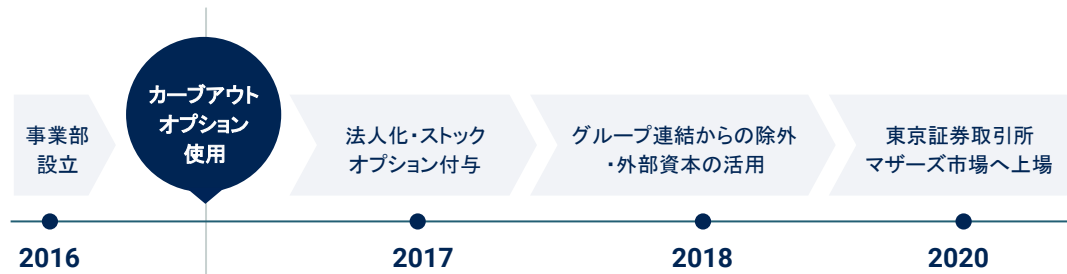 カーブアウト
オプション
使用
事業部
設立
法人化・ストック
オプション付与
グループ連結からの除外
・外部資本の活用
東京証券取引所
マザーズ市場へ上場
2016
2017
2018
2020